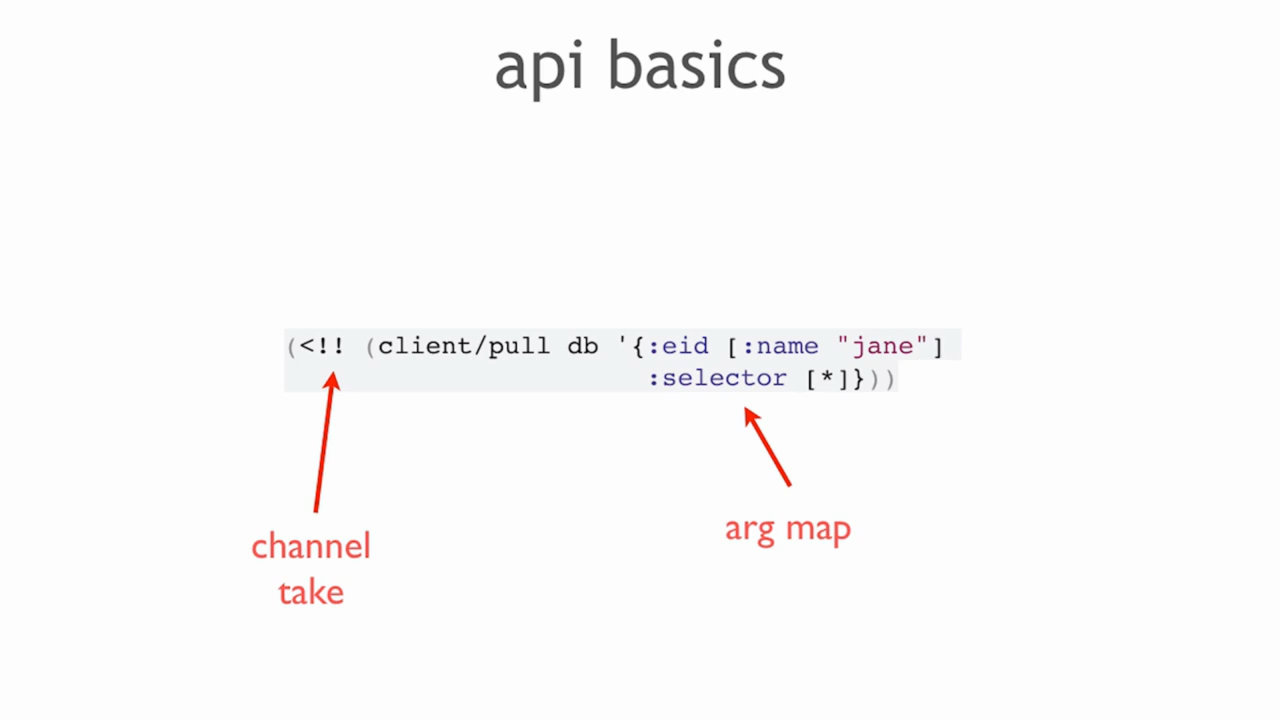 api basics
(<!! (client/pull db '{:eid [:name "jane"]
:selector [*]}))
channel
take
arg map